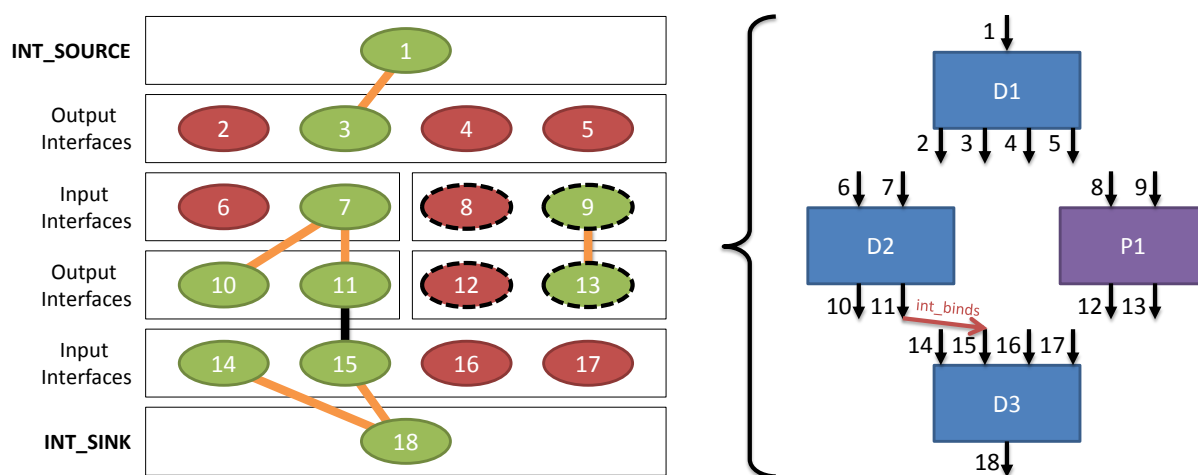 INT_SOURCE
1
Output
Interfaces
2 3 4 5
Input
Interfaces
6 7 8 9
Output
Interfaces
10 11 12 13
Input
Interfaces
14 15 16 17
INT_SINK
18
1
D1
2 3 4 5
6 7 8 9
D2 P1
10 11 12 13
int_binds
14 15 16 17
D3
18